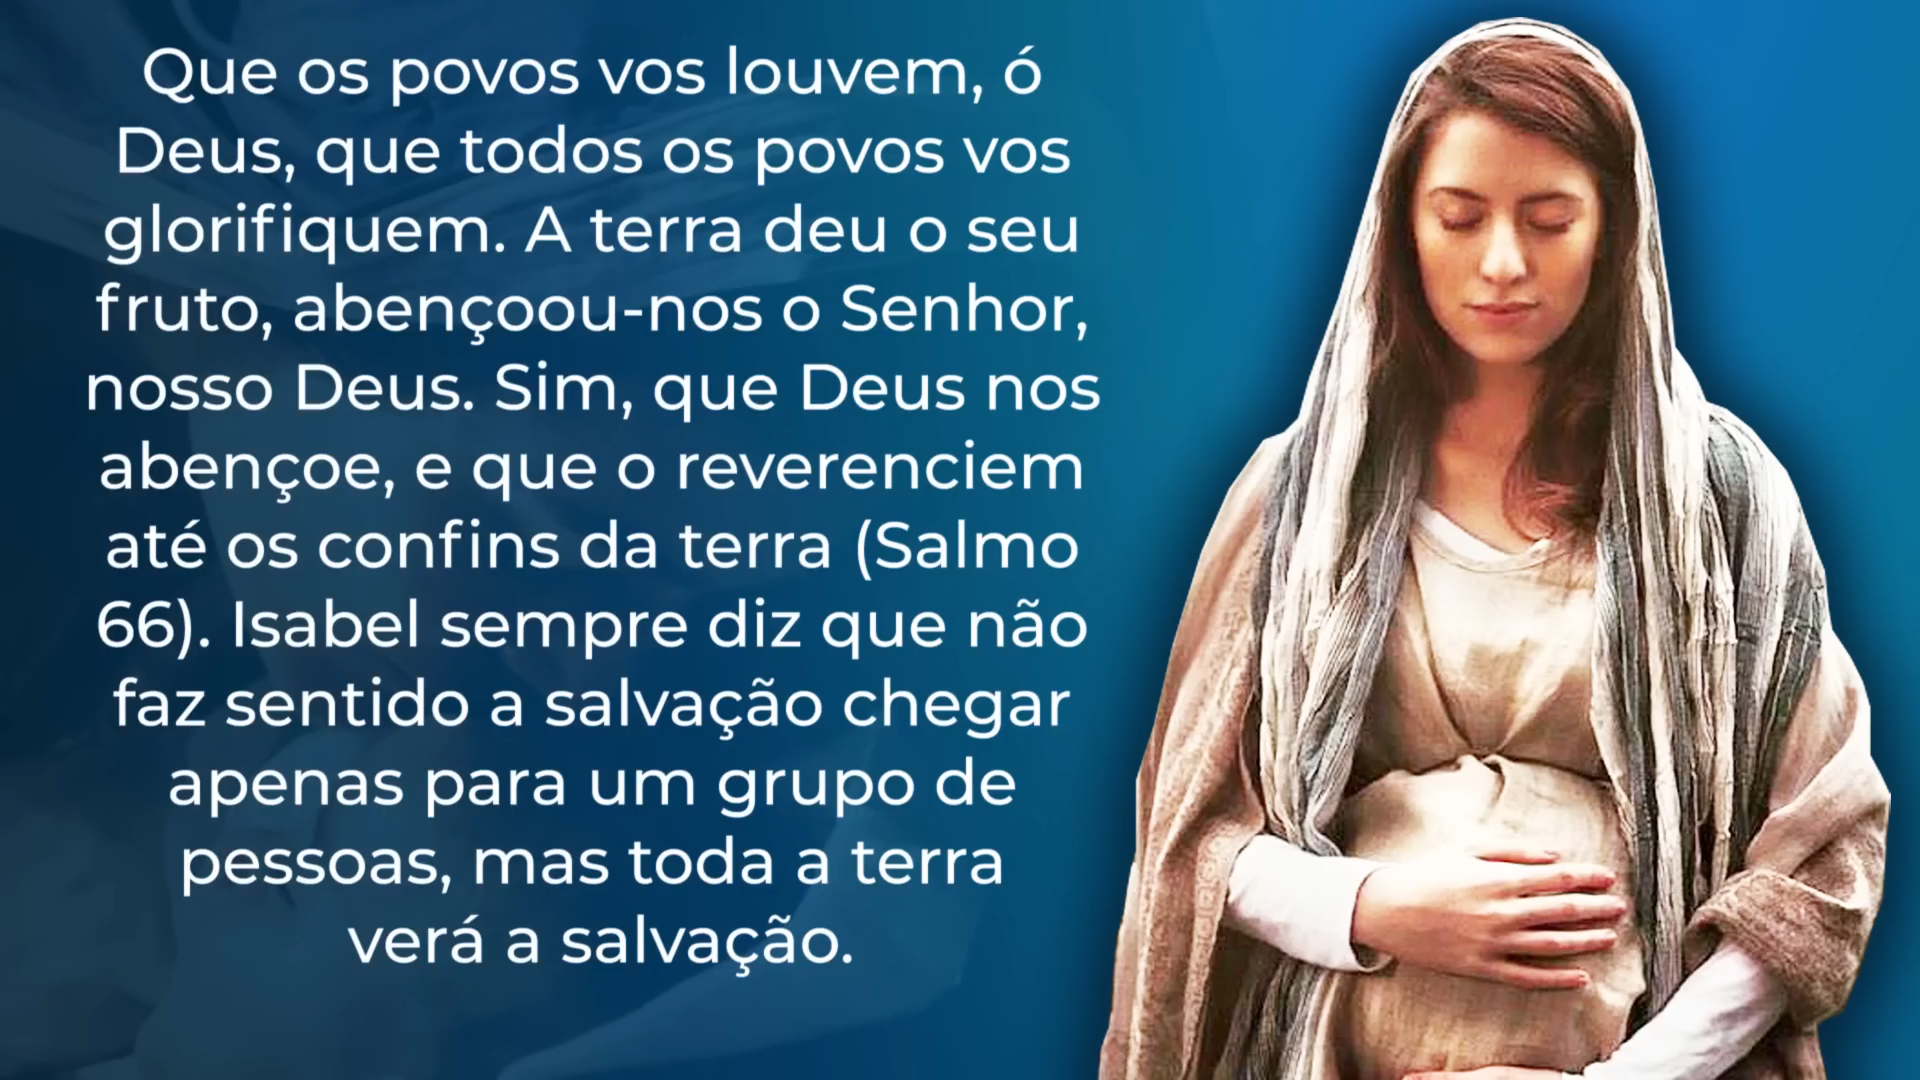 Que os povos vos louvem, ó
Deus, que todos os povos vos
glorifiquem. A terra deu o seu
fruto, abençoou-nos o Senhor,
nosso Deus. Sim, que Deus nos
abençoe, e que o reverenciem
até os confins da terra (Salmo
66). Isabel sempre diz que não
faz sentido a salvação chegar
apenas para um grupo de
pessoas, mas toda a terra
verá a salvação.